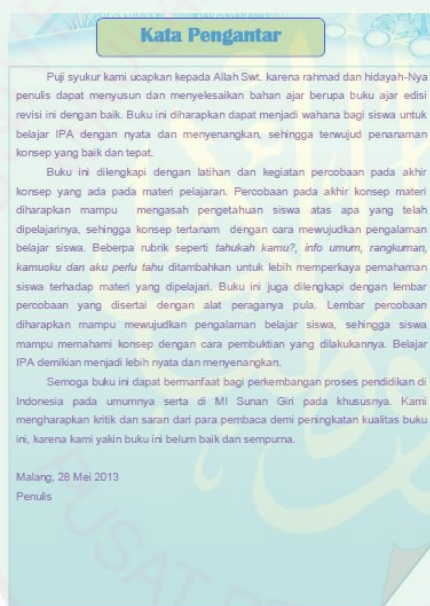 Kata Pengantar
Puji syukur kami ucapkan kepada Allah Swt. karena rahmad dan hidayah-Nya
penulis dapat menyusun dan menyelesaikan bahan ajar berupa buku ajar edisi
revisi ini dengan baik. Buku ini diharapkan dapat menjadi wahana bagi siswa untuk
belajar IPA dengan nyata dan menyenangkan, sehingga terwujud penanaman
konsep yang baik dan tepat.
Buku ini dilengkapi dengan latihan dan kegiatan percobaan pada akhir
konsep yang ada pada materi pelajaran. Percobaan pada akhir konsep materi
diharapkan mampu mengasah pengetahuan siswa atas apa yang telah
dipelajarinya, sehingga konsep tertanam dengan cara mewujudkan pengalaman
belajar siswa. Beberpa rubrik seperti tahukah kamu?, info umum, rangkuman,
kamusku dan aku perlu tahu ditambahkan untuk lebih memperkaya pemahaman
siswa terhadap materi yang dipelajari. Buku ini juga dilengkapi dengan lembar
percobaan yang disertai dengan alat peraganya pula. Lembar percobaan
diharapkan mampu mewujudkan pengalaman belajar siswa, sehingga siswa
mampu memahami konsep dengan cara pembuktian yang dilakukannya. Belajar
IPA demikian menjadi lebih nyata dan menyenangkan.
Semoga buku ini dapat bermanfaat bagi perkembangan proses pendidikan di
Indonesia pada umumnya serta di MI Sunan Giri pada khususnya. Kami
mengharapkan kritik dan saran dari para pembaca demi peningkatan kualitas buku
ini, karena kami yakin buku ini belum baik dan sempurna.
Malang, 28 Mei 2013
Penulis
PUSAT